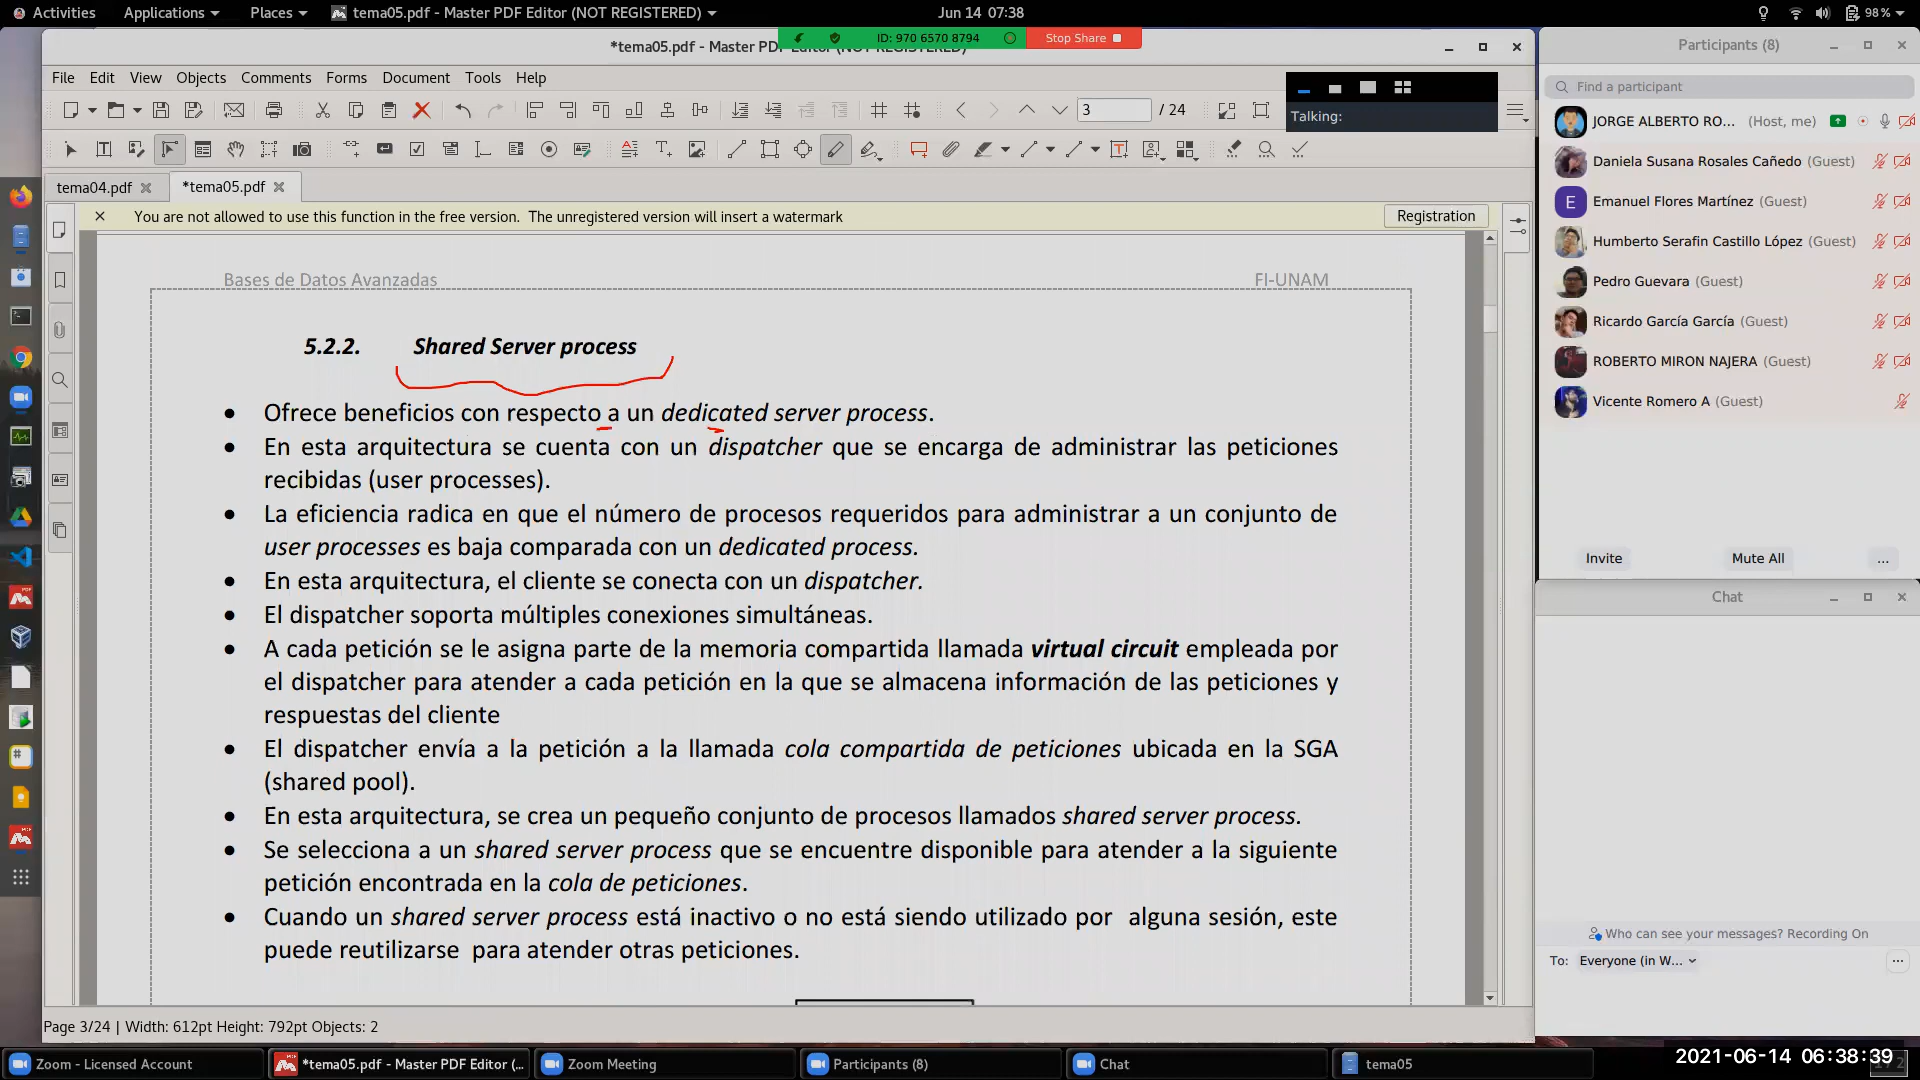 Activities Applications Places tema05.pdf - Master PDF Editor (NOT REGISTERED) Jun 14 07:38 98%
*tema05.pdf - Master PDF Editor (NOT REGISTERED)
ID: 970 6570 8794 Stop Share
File Edit View Objects Comments Forms Document Tools Help
3 / 24
Talking:
tema04.pdf *tema05.pdf
You are not allowed to use this function in the free version. The unregistered version will insert a watermark Registration
Bases de Datos Avanzadas FI-UNAM
5.2.2. Shared Server process
• Ofrece beneficios con respecto a un dedicated server process.
• En esta arquitectura se cuenta con un dispatcher que se encarga de administrar las peticiones
recibidas (user processes).
• La eficiencia radica en que el número de procesos requeridos para administrar a un conjunto de
user processes es baja comparada con un dedicated process.
• En esta arquitectura, el cliente se conecta con un dispatcher.
• El dispatcher soporta múltiples conexiones simultáneas.
• A cada petición se le asigna parte de la memoria compartida llamada virtual circuit empleada por
el dispatcher para atender a cada petición en la que se almacena información de las peticiones y
respuestas del cliente
• El dispatcher envía a la petición a la llamada cola compartida de peticiones ubicada en la SGA
(shared pool).
• En esta arquitectura, se crea un pequeño conjunto de procesos llamados shared server process.
• Se selecciona a un shared server process que se encuentre disponible para atender a la siguiente
petición encontrada en la cola de peticiones.
• Cuando un shared server process está inactivo o no está siendo utilizado por alguna sesión, este
puede reutilizarse para atender otras peticiones.
Page 3/24 | Width: 612pt Height: 792pt Objects: 2
Participants (8)
Find a participant
JORGE ALBERTO RO... (Host, me)
Daniela Susana Rosales Cañedo (Guest)
E Emanuel Flores Martínez (Guest)
Humberto Serafin Castillo López (Guest)
Pedro Guevara (Guest)
Ricardo García García (Guest)
ROBERTO MIRON NAJERA (Guest)
Vicente Romero A (Guest)
Invite Mute All ...
Chat
Who can see your messages? Recording On
To: Everyone (in W...
Zoom - Licensed Account *tema05.pdf - Master PDF Editor (... Zoom Meeting Participants (8) Chat tema05
2021-06-14 06:38:39